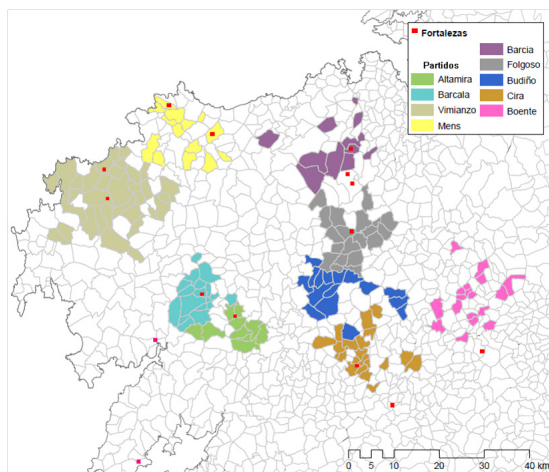 Fortalezas
Partidos
Altamira
Barcala
Vimianzo
Mens
Barcia
Folgoso
Budiño
Cira
Boente
0 5 10 20 30 40 km